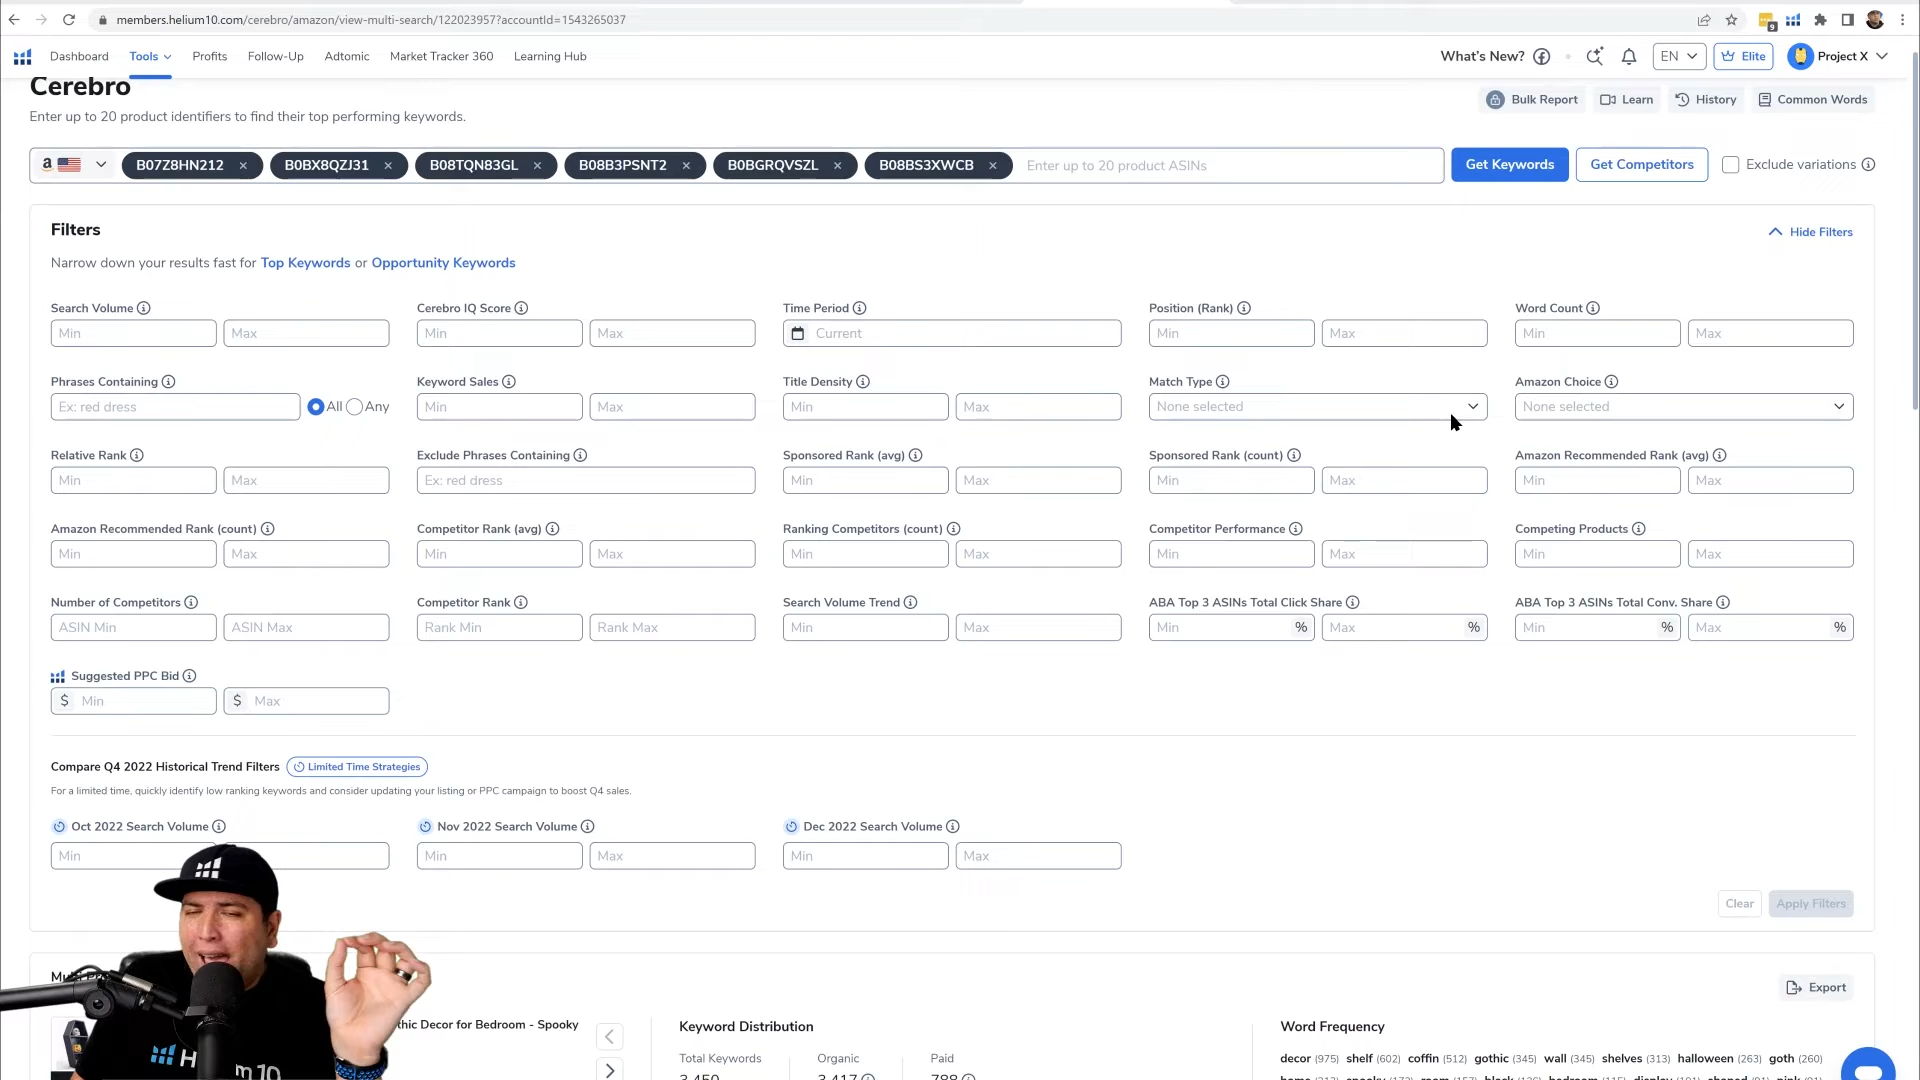 members.helium10.com/cerebro/amazon/view-multi-search/122023957?accountId=1543265037
9
Dashboard Tools Profits Follow-Up Adtomic Market Tracker 360 Learning Hub What's New? EN Elite Project X
Cerebro
Enter up to 20 product identifiers to find their top performing keywords.
Bulk Report Learn History Common Words
a B07Z8HN212 × B0BX8QZJ31 × B08TQN83GL × B08B3PSNT2 × B0BGRQVSZL × B08BS3XWCB × Enter up to 20 product ASINs Get Keywords Get Competitors Exclude variations
Filters
Hide Filters
Narrow down your results fast for Top Keywords or Opportunity Keywords
Search Volume Cerebro IQ Score Time Period Position (Rank) Word Count
Min Max Min Max Current Min Max Min Max
Phrases Containing Keyword Sales Title Density Match Type Amazon Choice
Ex: red dress All Any Min Max Min Max None selected None selected
Relative Rank Exclude Phrases Containing Sponsored Rank (avg) Sponsored Rank (count) Amazon Recommended Rank (avg)
Min Max Ex: red dress Min Max Min Max Min Max
Amazon Recommended Rank (count) Competitor Rank (avg) Ranking Competitors (count) Competitor Performance Competing Products
Min Max Min Max Min Max Min Max Min Max
Number of Competitors Competitor Rank Search Volume Trend ABA Top 3 ASINs Total Click Share ABA Top 3 ASINs Total Conv. Share
ASIN Min ASIN Max Rank Min Rank Max Min Max Min % Max % Min % Max %
Suggested PPC Bid
$ Min $ Max
Compare Q4 2022 Historical Trend Filters Limited Time Strategies
For a limited time, quickly identify low ranking keywords and consider updating your listing or PPC campaign to boost Q4 sales.
Oct 2022 Search Volume Nov 2022 Search Volume Dec 2022 Search Volume
Min Min Max Min Max
Clear Apply Filters
Export
Decor for Bedroom - Spooky
Keyword Distribution
Word Frequency
Total Keywords Organic Paid
decor (975) shelf (602) coffin (512) gothic (345) wall (345) shelves (313) halloween (263) goth (260)
3,450 3,417 788